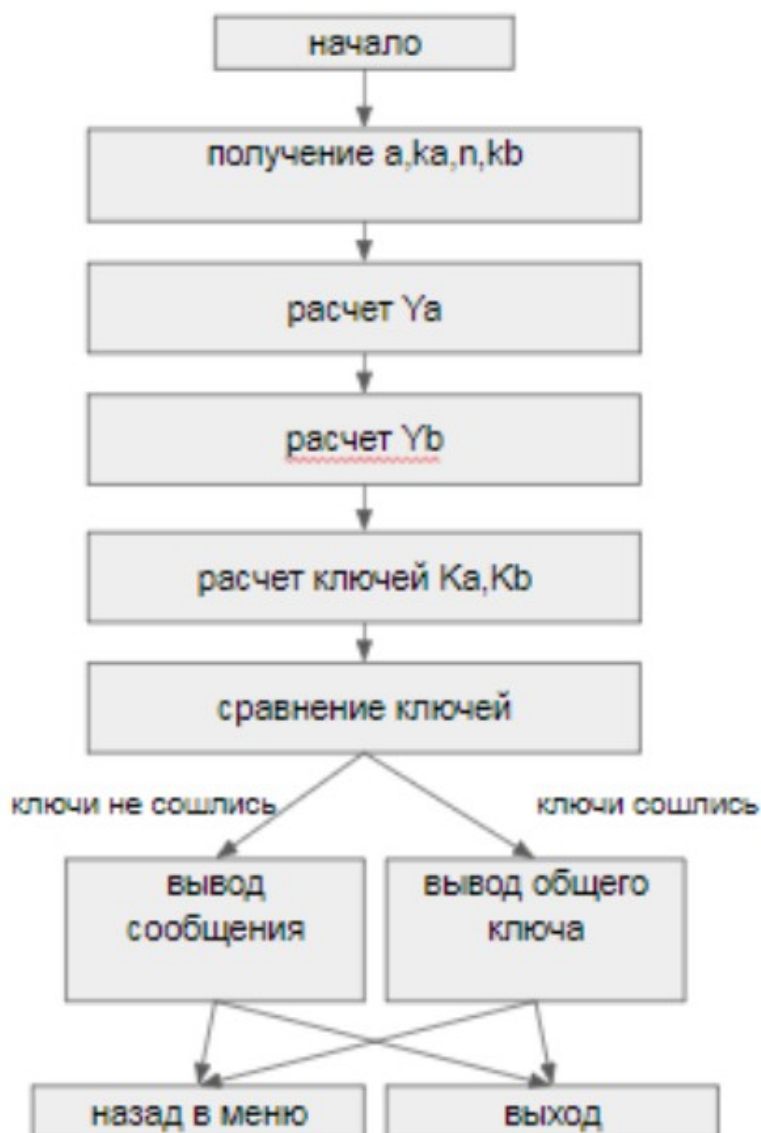 начало
получение a,ka,n,kb
расчет Ya
расчет Yb
расчет ключей Ka,Kb
сравнение ключей
ключи не сошлись
ключи сошлись
вывод
сообщения
вывод общего
ключа
назад в меню
выход